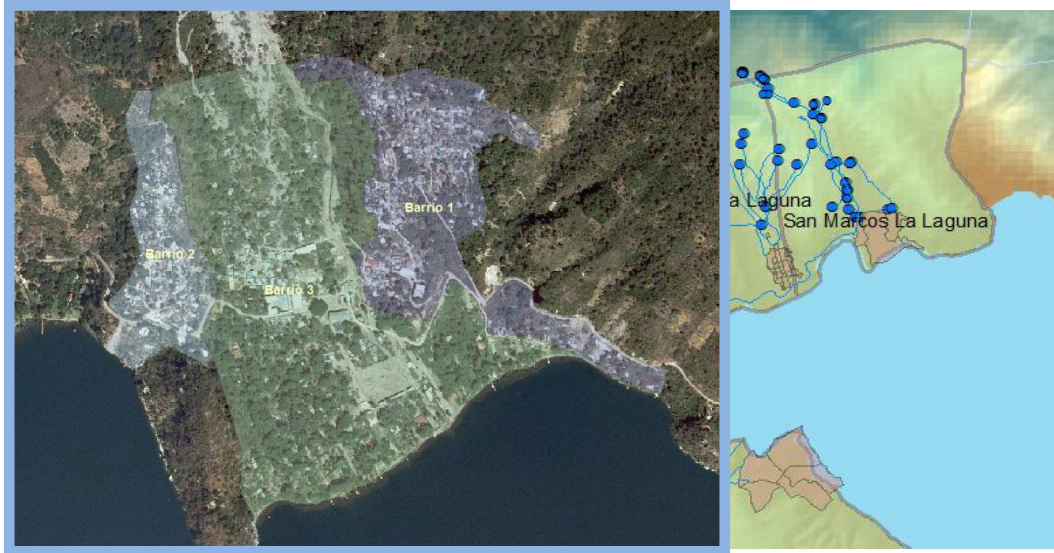 Barrio 1
Barrio 2
Barrio 3
a Laguna
San Marcos La Laguna